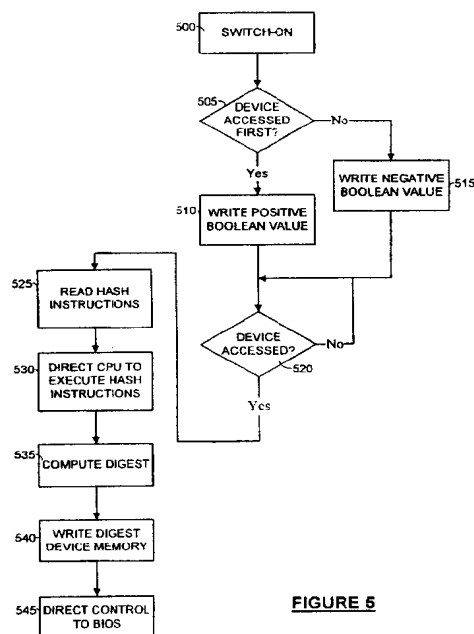 500
SWITCH-ON
505
DEVICE
ACCESSED
FIRST?
No
Yes
510
WRITE POSITIVE
BOOLEAN VALUE
WRITE NEGATIVE
BOOLEAN VALUE
515
525
READ HASH
INSTRUCTIONS
DEVICE
ACCESSED?
No
520
Yes
530
DIRECT CPU TO
EXECUTE HASH
INSTRUCTIONS
535
COMPUTE DIGEST
540
WRITE DIGEST
DEVICE MEMORY
545
DIRECT CONTROL
TO BIOS
FIGURE 5